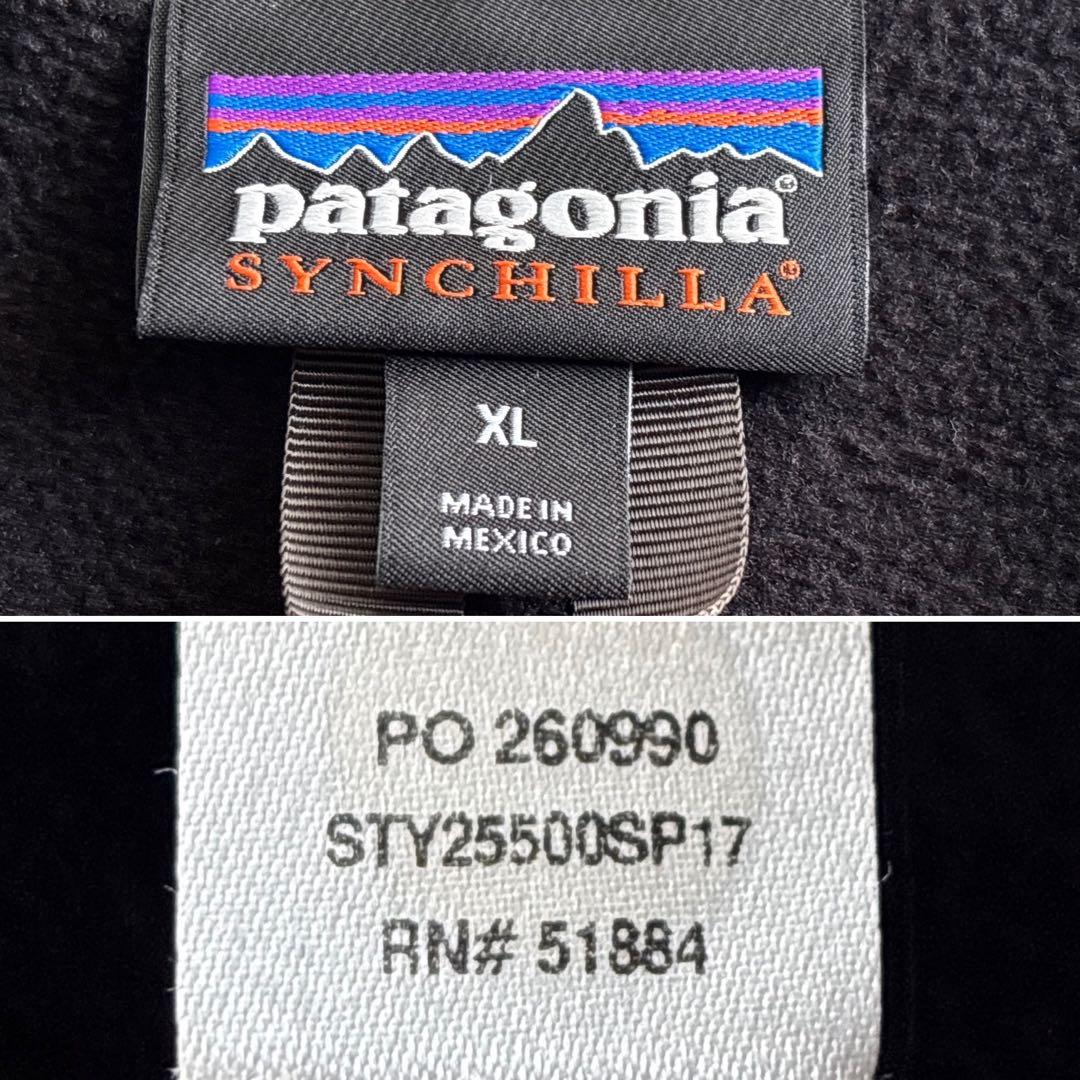 patagonia®
SYNCHILLA®
XL
MADE IN
MEXICO
PO 260990
STY25500SP17
RN# 51884